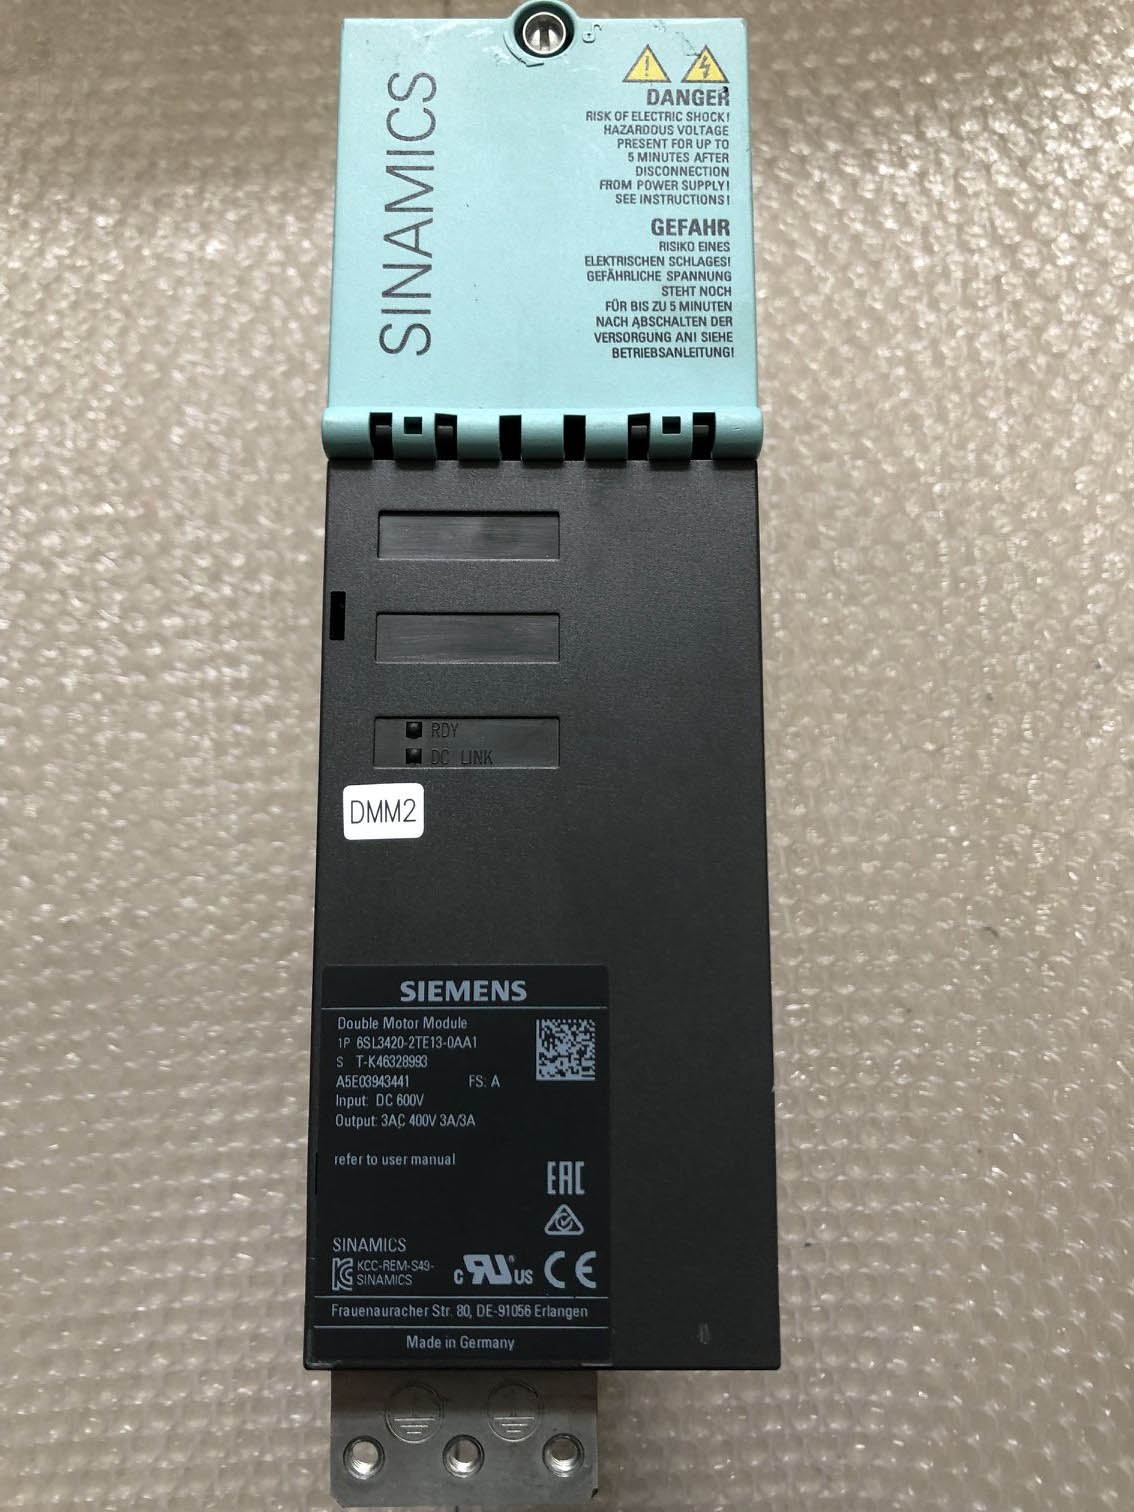 SINAMICS
DANGER
RISK OF ELECTRIC SHOCK!
HAZARDOUS VOLTAGE
PRESENT FOR UP TO
5 MINUTES AFTER
DISCONNECTION
FROM POWER SUPPLY!
SEE INSTRUCTIONS!
GEFAHR
RISIKO EINES
ELEKTRISCHEN SCHLAGES!
GEFÄHRLICHE SPANNUNG
STEHT NOCH
FÜR BIS ZU 5 MINUTEN
NACH ABSCHALTEN DER
VERSORGUNG AN! SIEHE
BETRIEBSANLEITUNG!
RDY
DC LINK
DMM2
SIEMENS
Double Motor Module
1P 6SL3420-2TE13-0AA1
S T-K46328993
A5E03943441 FS: A
Input: DC 600V
Output: 3AC 400V 3A/3A
refer to user manual
EAC
SINAMICS
KCC-REM-S49-
SINAMICS
c RU US CE
Frauenauracher Str. 80, DE-91056 Erlangen
Made in Germany